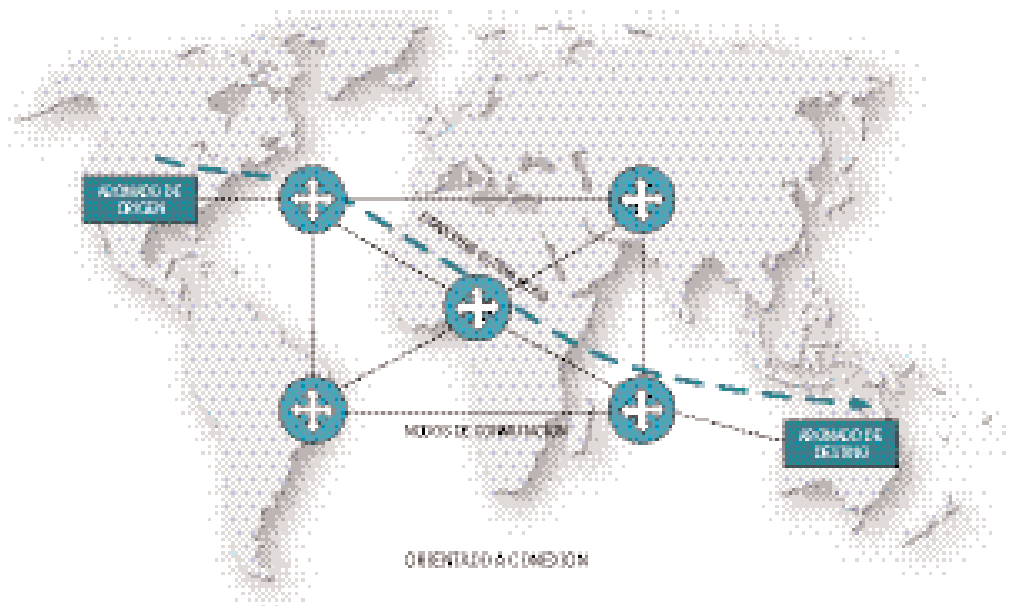 ABONADO DE
ORIGEN
NODOS DE CONMUTACION
ABONADO DE
DESTINO
ORIENTADO A CONEXION